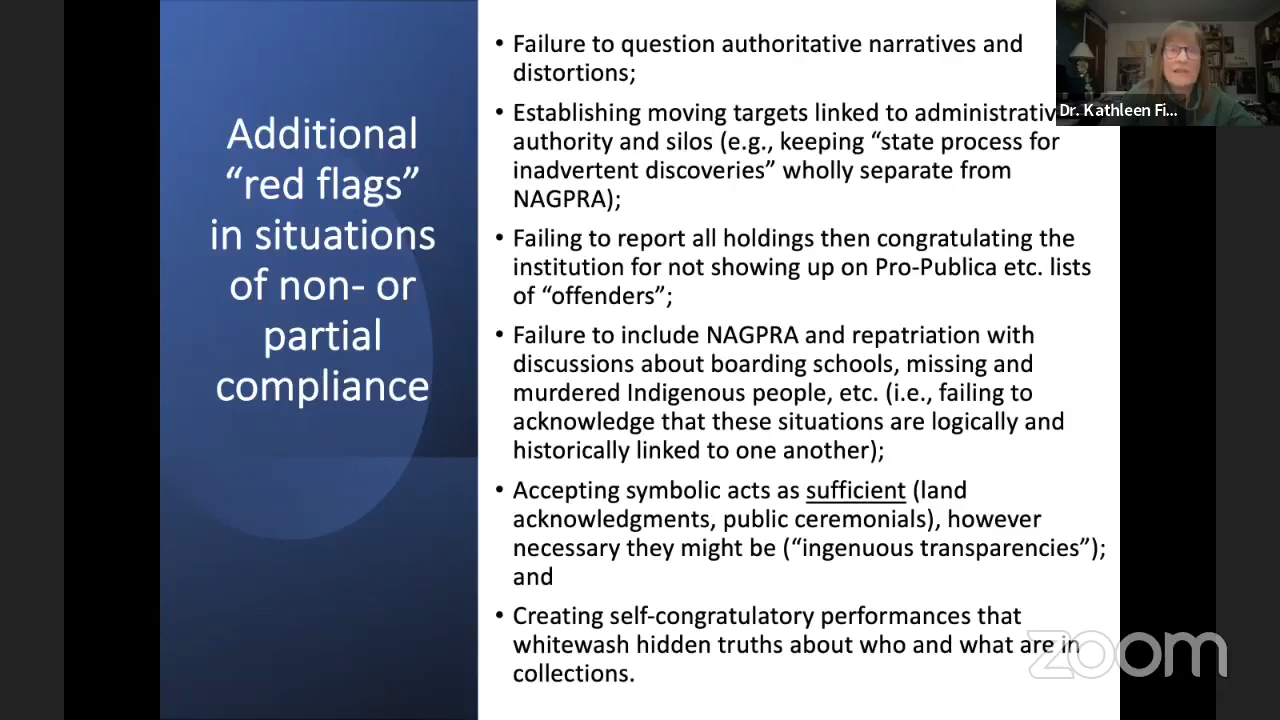 Additional
“red flags”
in situations
of non- or
partial
compliance
• Failure to question authoritative narratives and
distortions;
• Establishing moving targets linked to administrativ
authority and silos (e.g., keeping “state process for
inadvertent discoveries” wholly separate from
NAGPRA);
• Failing to report all holdings then congratulating the
institution for not showing up on Pro-Publica etc. lists
of “offenders”;
• Failure to include NAGPRA and repatriation with
discussions about boarding schools, missing and
murdered Indigenous people, etc. (i.e., failing to
acknowledge that these situations are logically and
historically linked to one another);
• Accepting symbolic acts as sufficient (land
acknowledgments, public ceremonials), however
necessary they might be (“ingenuous transparencies”);
and
• Creating self-congratulatory performances that
whitewash hidden truths about who and what are in
collections.
Dr. Kathleen Fi...
zoom